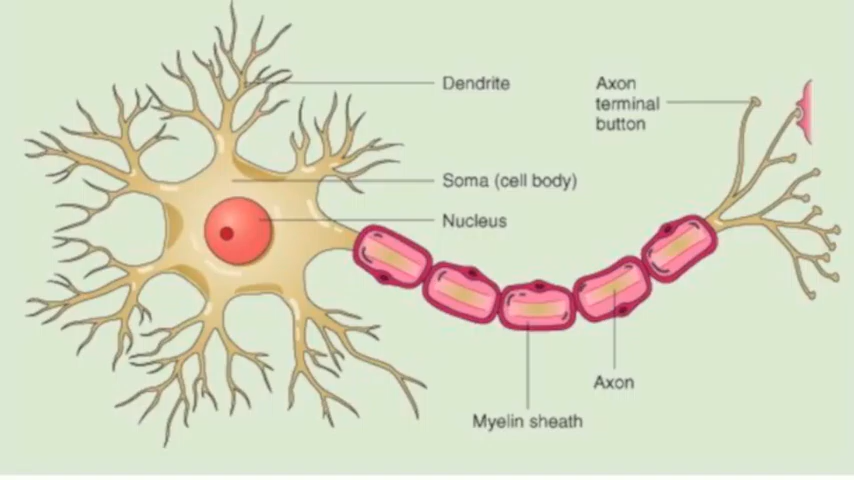 Dendrite
Axon
terminal
button
Soma (cell body)
Nucleus
Axon
Myelin sheath